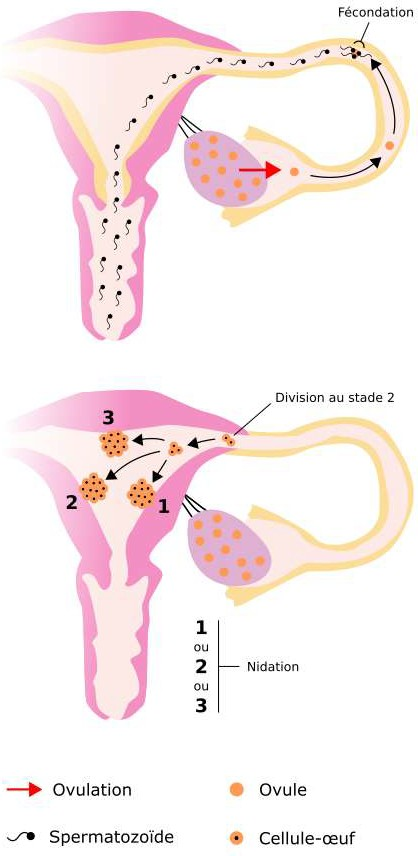 Fécondation
Division au stade 2
3
2
1
1
ou
2
ou
3
Nidation
Ovulation
Ovule
Spermatozoïde
Cellule-œuf